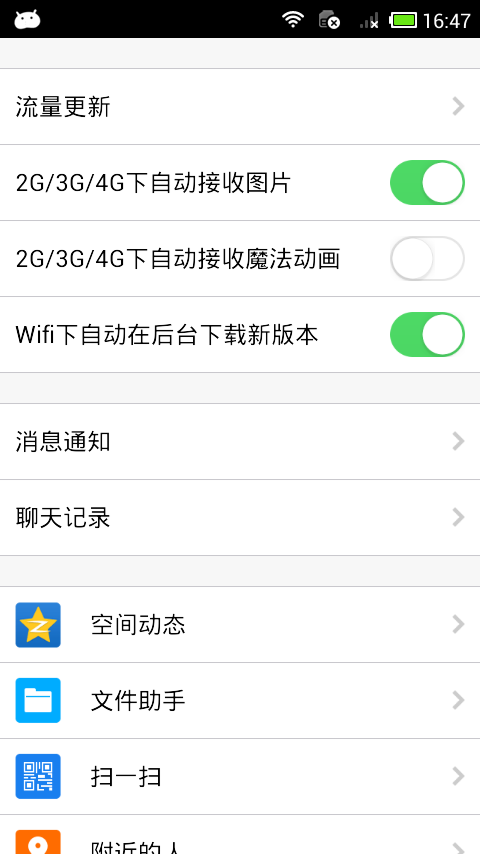 16:47
流量更新
2G/3G/4G下自动接收图片
2G/3G/4G下自动接收魔法动画
Wifi下自动在后台下载新版本
消息通知
聊天记录
空间动态
文件助手
扫一扫
附近的人